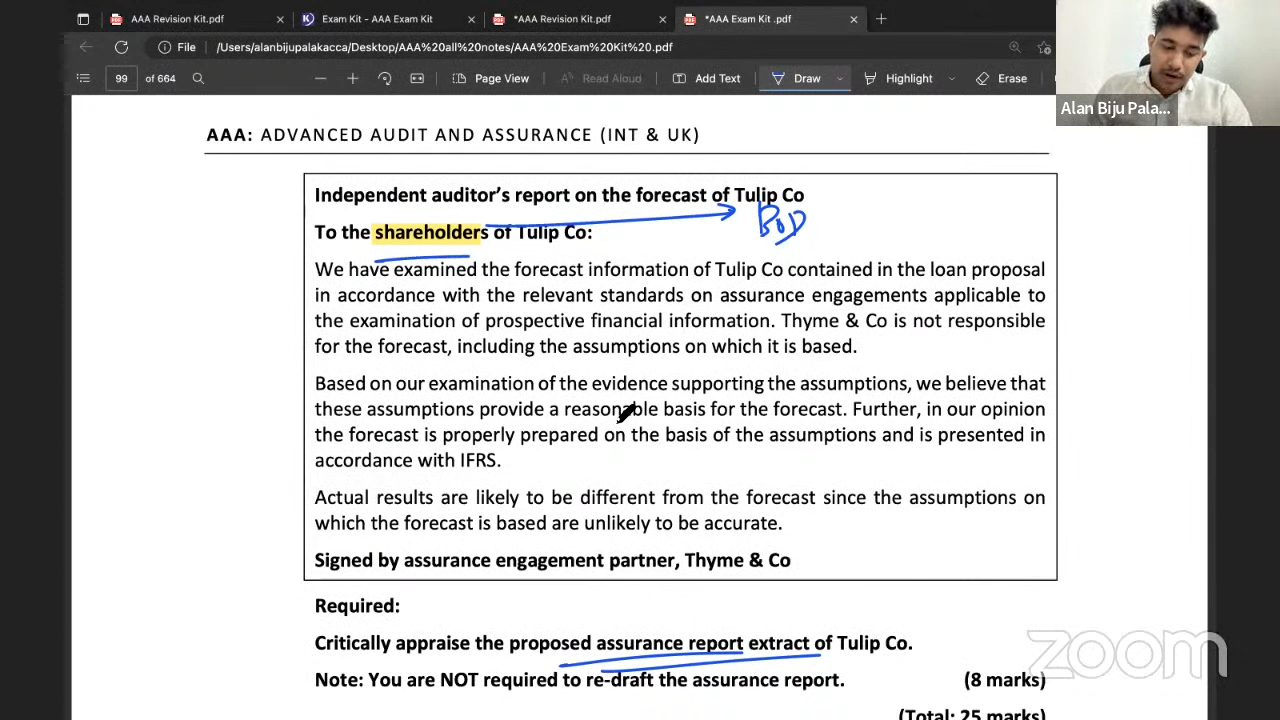 AAA Revision Kit.pdf
Exam Kit - AAA Exam Kit
*AAA Revision Kit.pdf
*AAA Exam Kit .pdf
File
/Users/alanbijupalakacca/Desktop/AAA%20all%20notes/AAA%20Exam%20Kit%20.pdf
99 of 664
Page View
Read Aloud
Add Text
Draw
Highlight
Erase
Alan Biju Pala...
AAA: ADVANCED AUDIT AND ASSURANCE (INT & UK)
Independent auditor's report on the forecast of Tulip Co
BOD
To the shareholders of Tulip Co:
We have examined the forecast information of Tulip Co contained in the loan proposal
in accordance with the relevant standards on assurance engagements applicable to
the examination of prospective financial information. Thyme & Co is not responsible
for the forecast, including the assumptions on which it is based.
Based on our examination of the evidence supporting the assumptions, we believe that
these assumptions provide a reasonable basis for the forecast. Further, in our opinion
the forecast is properly prepared on the basis of the assumptions and is presented in
accordance with IFRS.
Actual results are likely to be different from the forecast since the assumptions on
which the forecast is based are unlikely to be accurate.
Signed by assurance engagement partner, Thyme & Co
Required:
Critically appraise the proposed assurance report extract of Tulip Co.
Note: You are NOT required to re-draft the assurance report. (8 marks)
(Total: 25 marks)
zoom